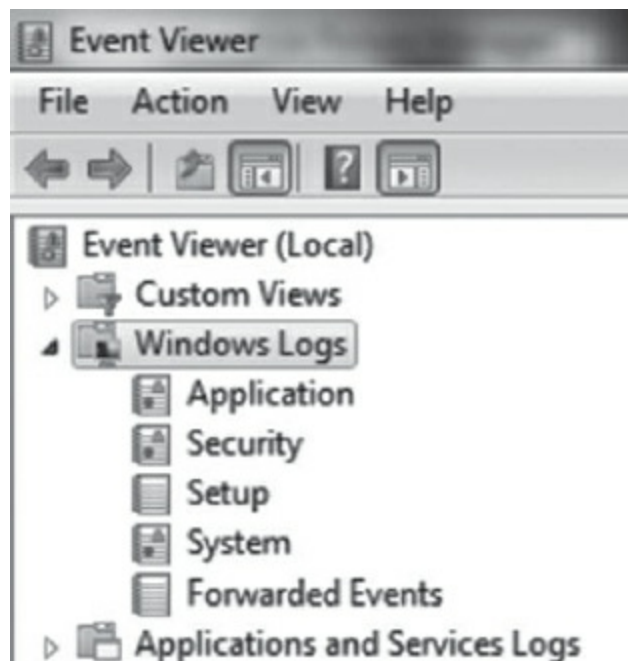 Event Viewer
File Action View Help
?
Event Viewer (Local)
Custom Views
Windows Logs
Application
Security
Setup
System
Forwarded Events
Applications and Services Logs